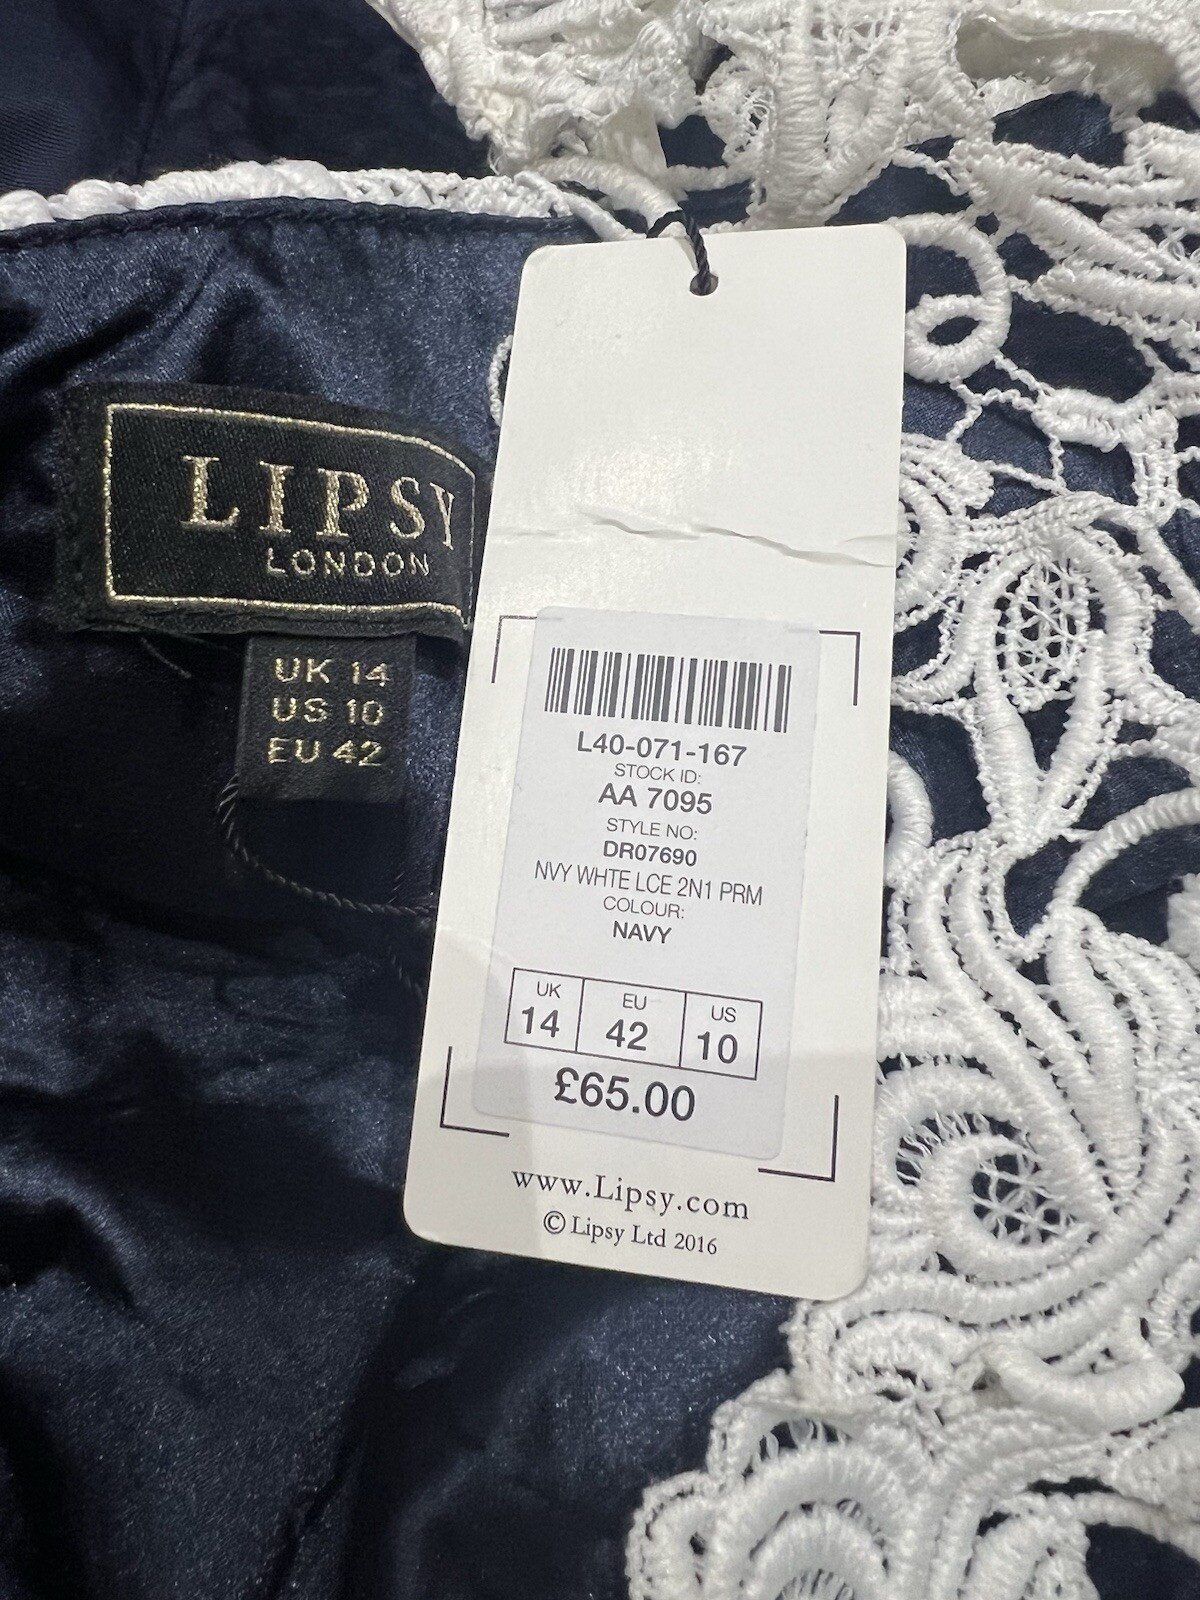 LIPSY
LONDON
UK 14
US 10
EU 42
L40-071-167
STOCK ID:
AA 7095
STYLE NO:
DR07690
NVY WHTE LCE 2N1 PRM
COLOUR:
NAVY
UK EU US
14 42 10
£65.00
www.Lipsy.com
© Lipsy Ltd 2016